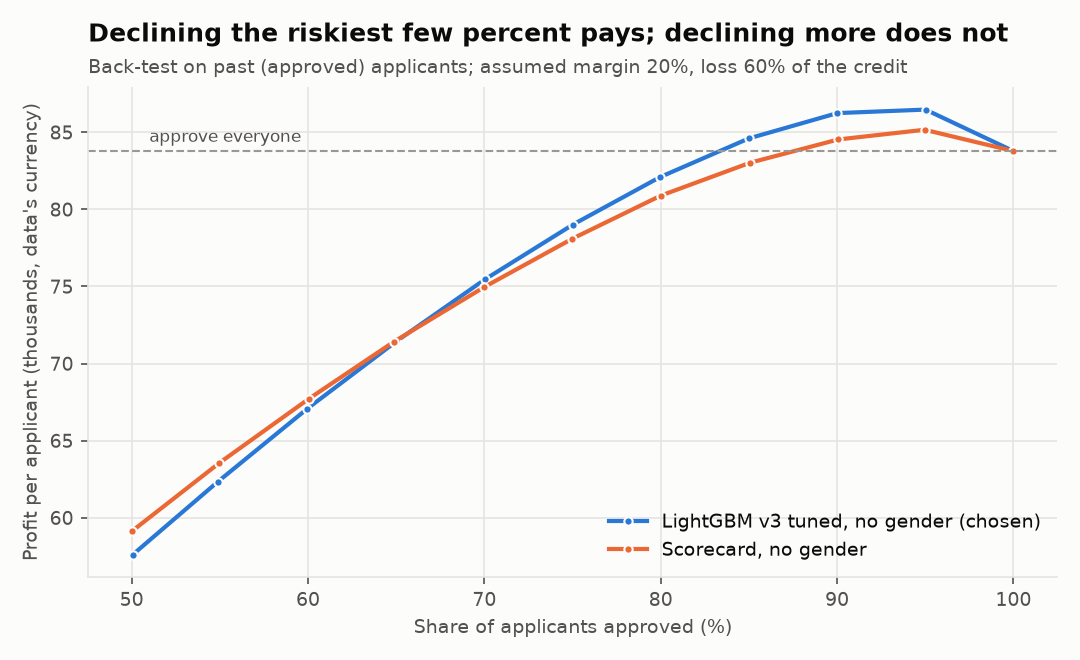 Declining the riskiest few percent pays; declining more does not
Back-test on past (approved) applicants; assumed margin 20%, loss 60% of the credit
Profit per applicant (thousands, data's currency)
85
80
75
70
65
60
approve everyone
LightGBM v3 tuned, no gender (chosen)
Scorecard, no gender
50
60
70
80
90
100
Share of applicants approved (%)